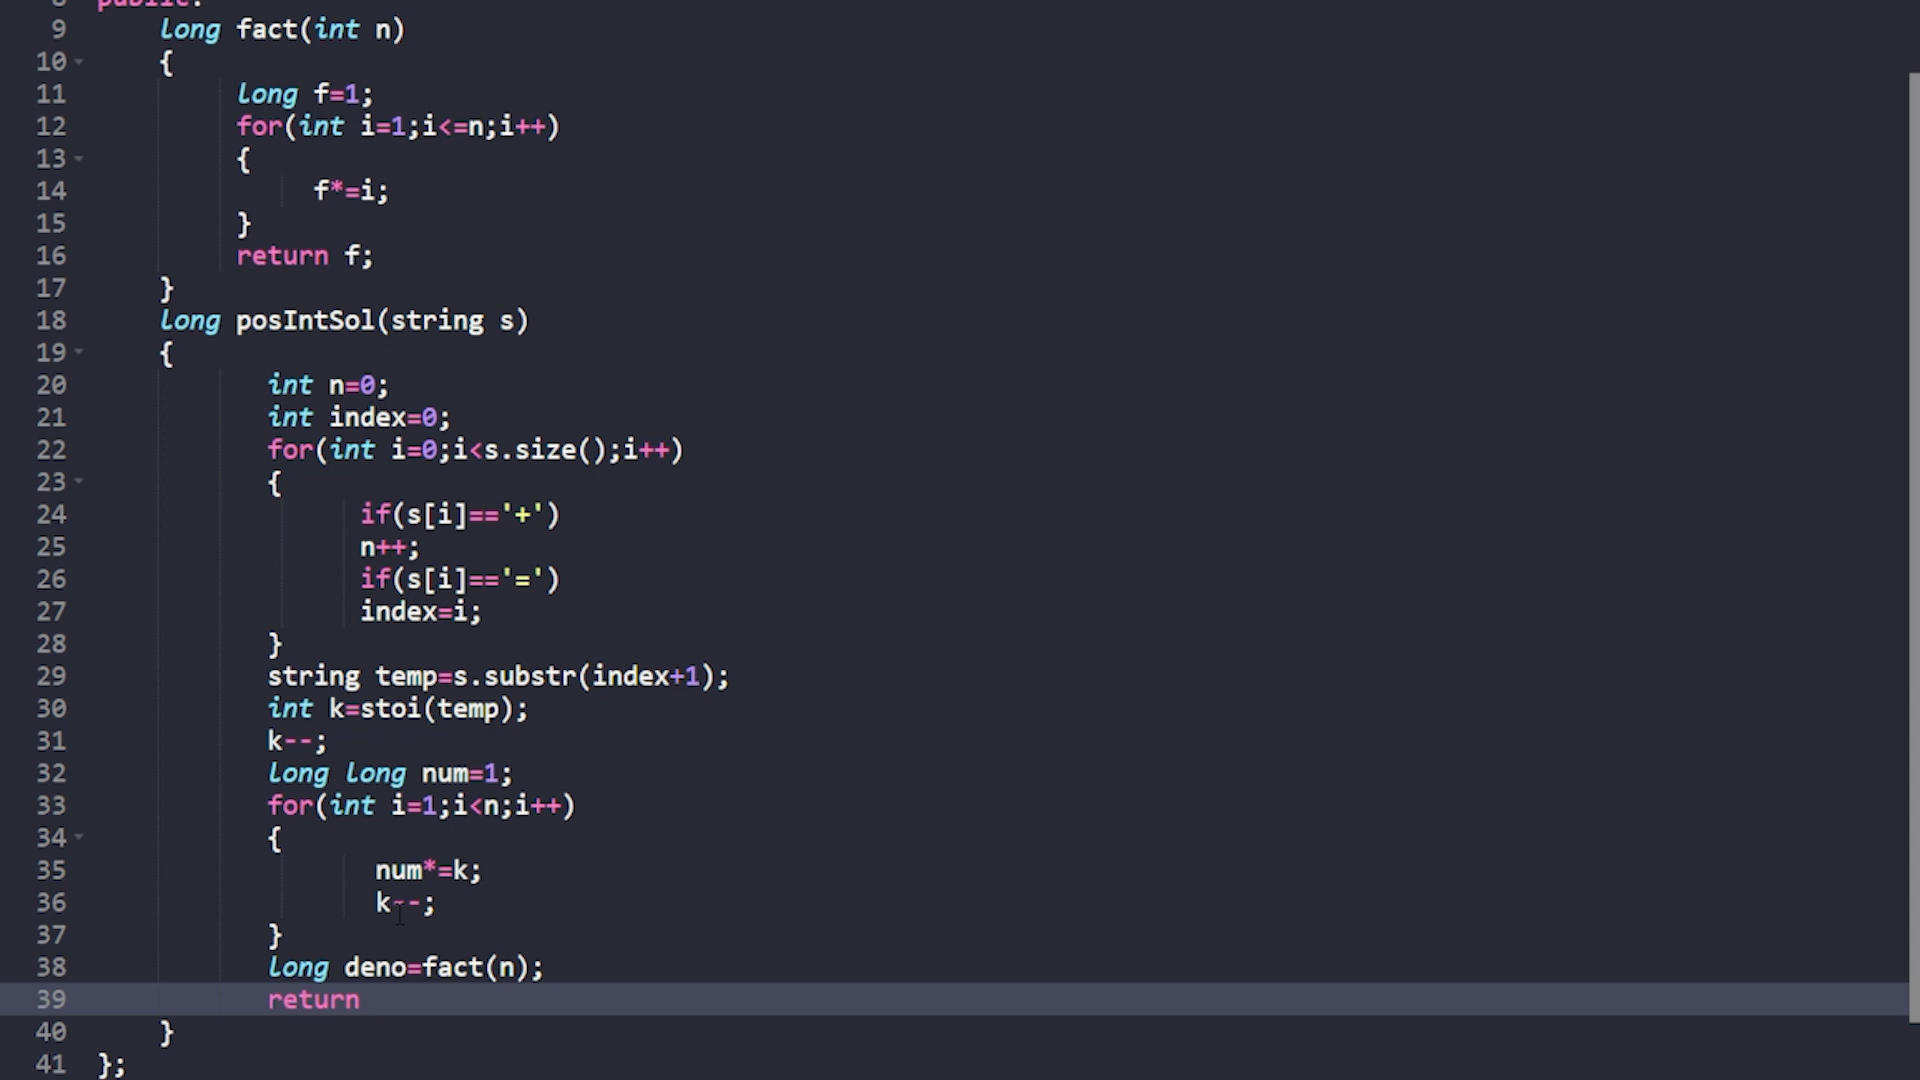 8 public:
9 long fact(int n)
10 {
11 long f=1;
12 for(int i=1;i<=n;i++)
13 {
14 f*=i;
15 }
16 return f;
17 }
18 long posIntSol(string s)
19 {
20 int n=0;
21 int index=0;
22 for(int i=0;i<s.size();i++)
23 {
24 if(s[i]=='+')
25 n++;
26 if(s[i]=='=')
27 index=i;
28 }
29 string temp=s.substr(index+1);
30 int k=stoi(temp);
31 k--;
32 long long num=1;
33 for(int i=1;i<n;i++)
34 {
35 num*=k;
36 k--;
37 }
38 long deno=fact(n);
39 return
40 }
41 };